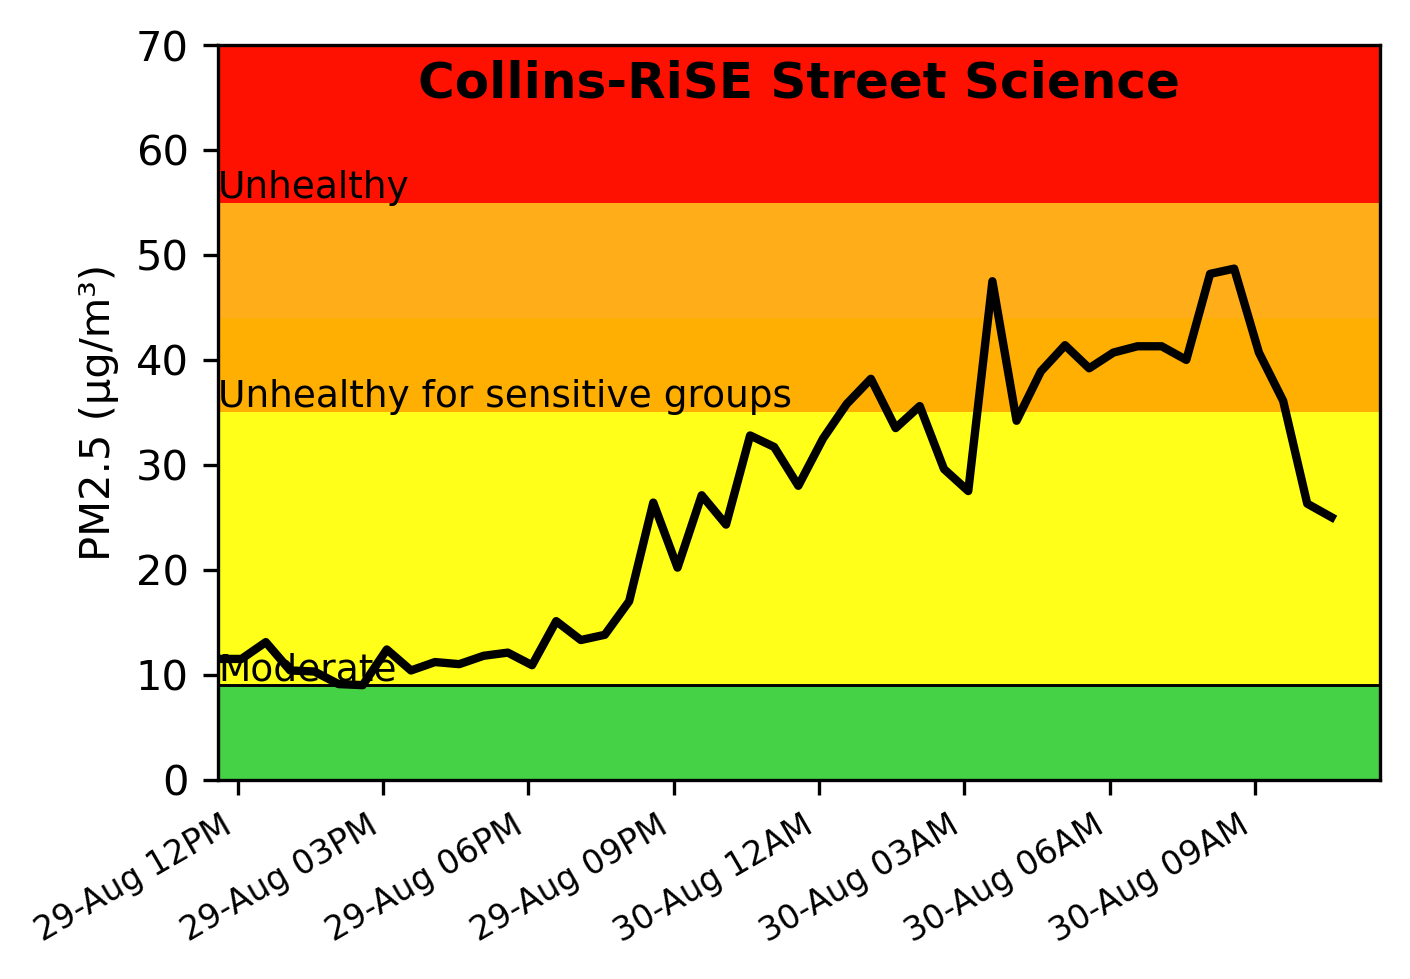 Collins-RiSE Street Science
70
60
Unhealthy
50
40
Unhealthy for sensitive groups
30
20
Moderate
10
0
PM2.5 (µg/m³)
29-Aug 12PM
29-Aug 03PM
29-Aug 06PM
29-Aug 09PM
30-Aug 12AM
30-Aug 03AM
30-Aug 06AM
30-Aug 09AM